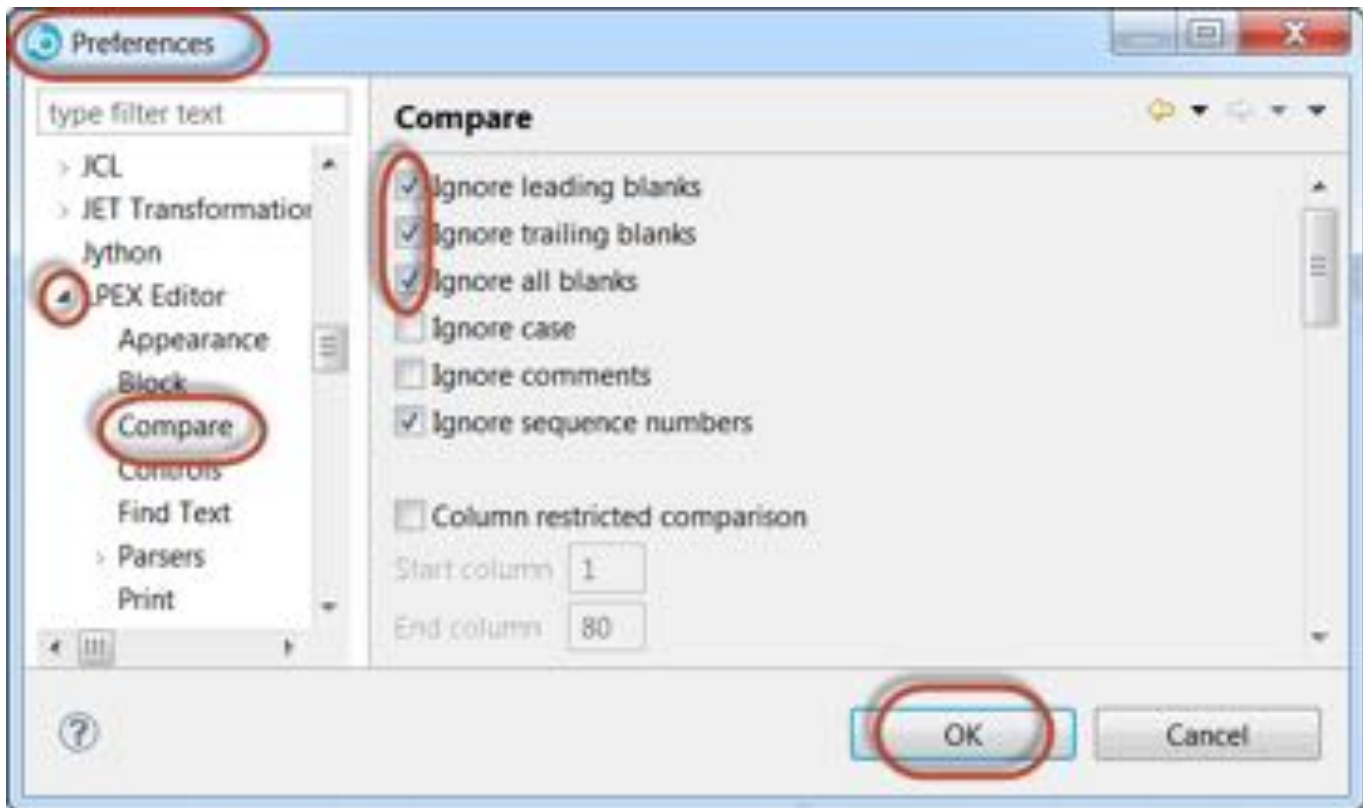 Preferences
type filter text
JCL
JET Transformation
Jython
LPEX Editor
Appearance
Block
Compare
Controls
Find Text
Parsers
Print
Compare
Ignore leading blanks
Ignore trailing blanks
Ignore all blanks
Ignore case
Ignore comments
Ignore sequence numbers
Column restricted comparison
Start column 1
End column 80
OK
Cancel